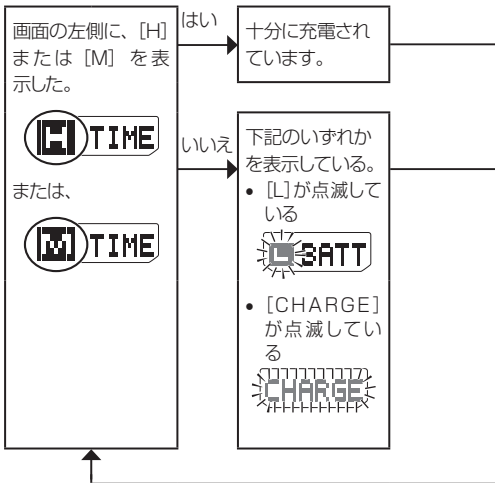 画面の左側に、[H]
または [M] を表
示した。
H TIME
または、
M TIME
はい
十分に充電され
ています。
いいえ
下記のいずれか
を表示している。
• [L]が点滅して
いる
L BATT
• [CHARGE]
が点滅してい
る
CHARGE